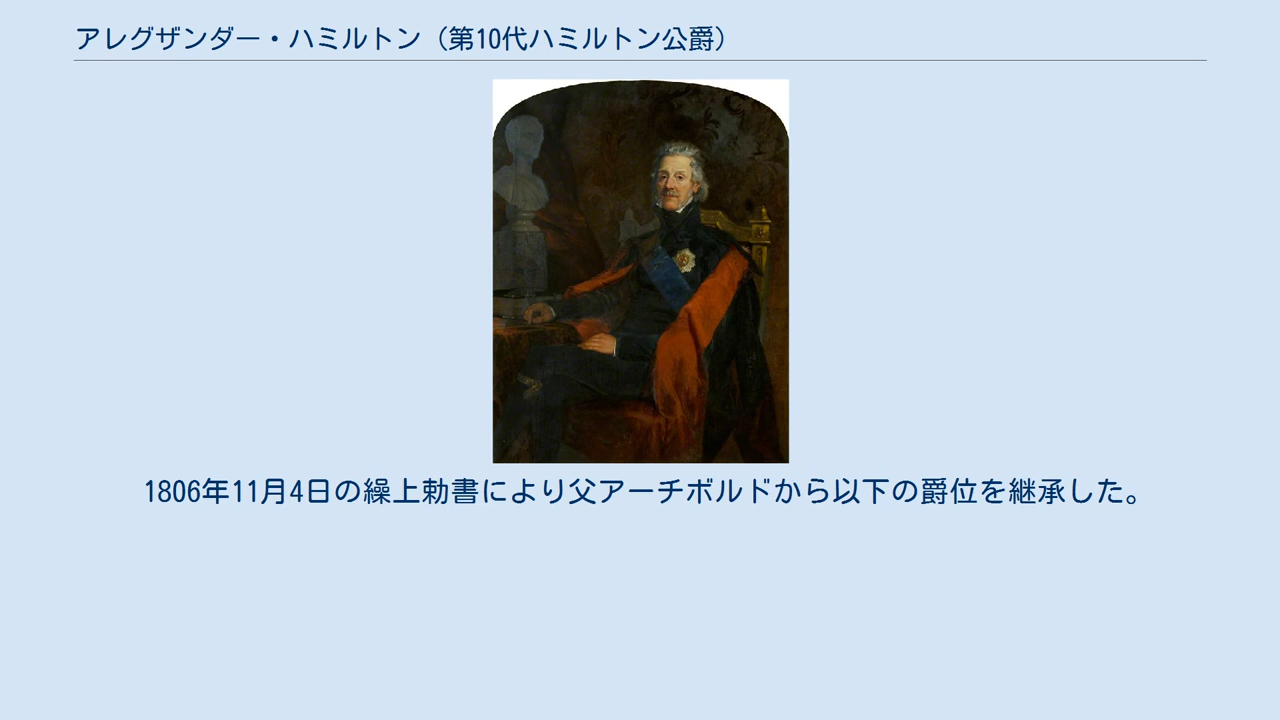 アレグザンダー・ハミルトン（第10代ハミルトン公爵）
1806年11月4日の繰上勅書により父アーチボルドから以下の爵位を継承した。